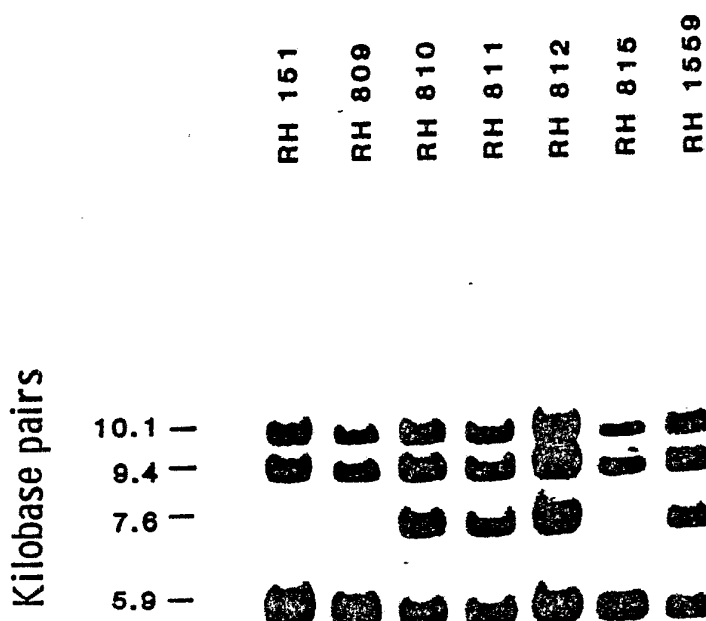 RH 151
RH 809
RH 810
RH 811
RH 812
RH 815
RH 1559
Kilobase pairs
10.1 —
9.4 —
7.6 —
5.9 —